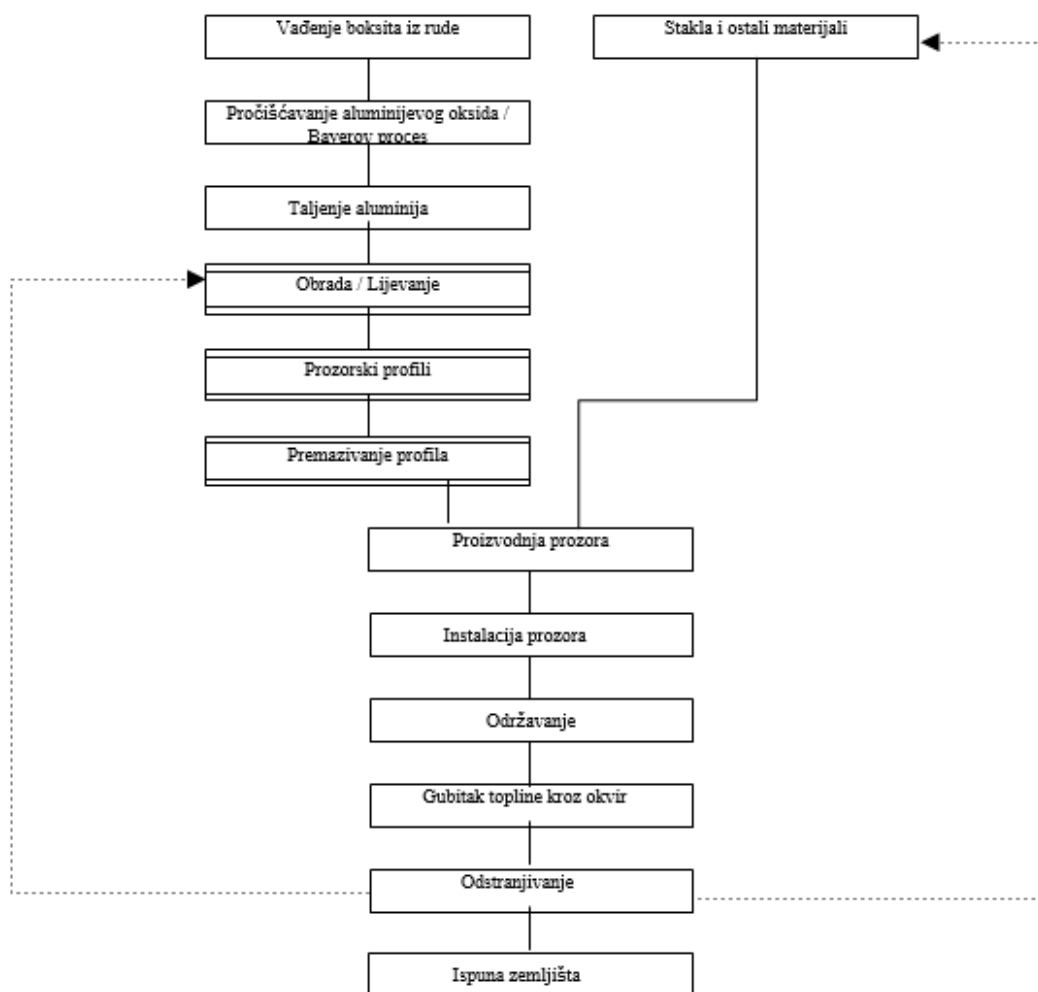 Vađenje boksita iz rude
Stakla i ostali materijali
Pročišćavanje aluminijevog oksida /
Baverov proces
Taljenje aluminija
Obrada / Lijevanje
Prozorski profili
Premazivanje profila
Proizvodnja prozora
Instalacija prozora
Održavanje
Gubitak topline kroz okvir
Odstranjivanje
Ispuna zemljišta